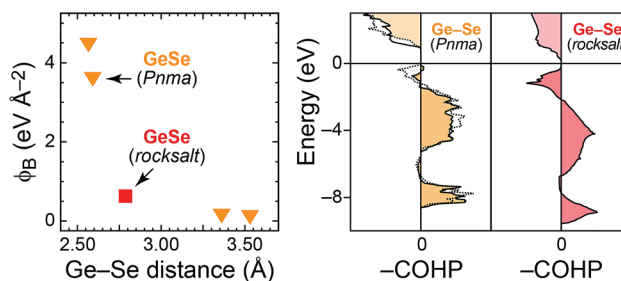 GeSe
(Pnma)
GeSe
(rocksalt)
ϕB (eV Å−2)
4
2
0
2.50
3.00
3.50
Ge–Se distance (Å)
Ge–Se
(Pnma)
Ge–Se
(rocksalt)
Energy (eV)
0
−4
−8
0
0
−COHP
−COHP